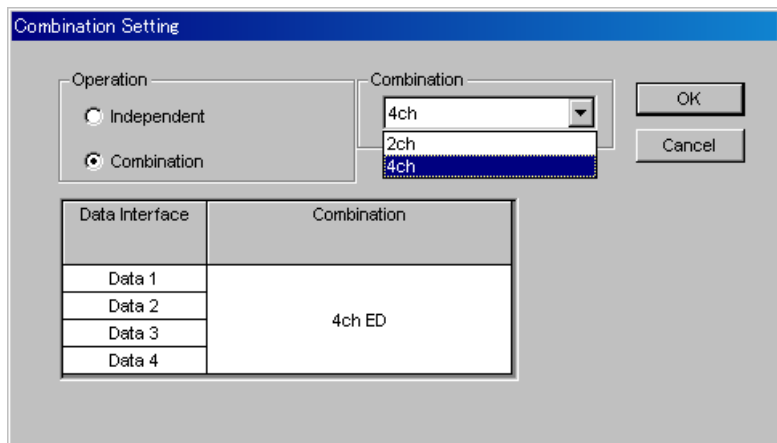 Combination Setting
Operation
Independent
Combination
Combination
4ch
2ch
4ch
OK
Cancel
Data Interface
Combination
Data 1
Data 2
Data 3
Data 4
4ch ED